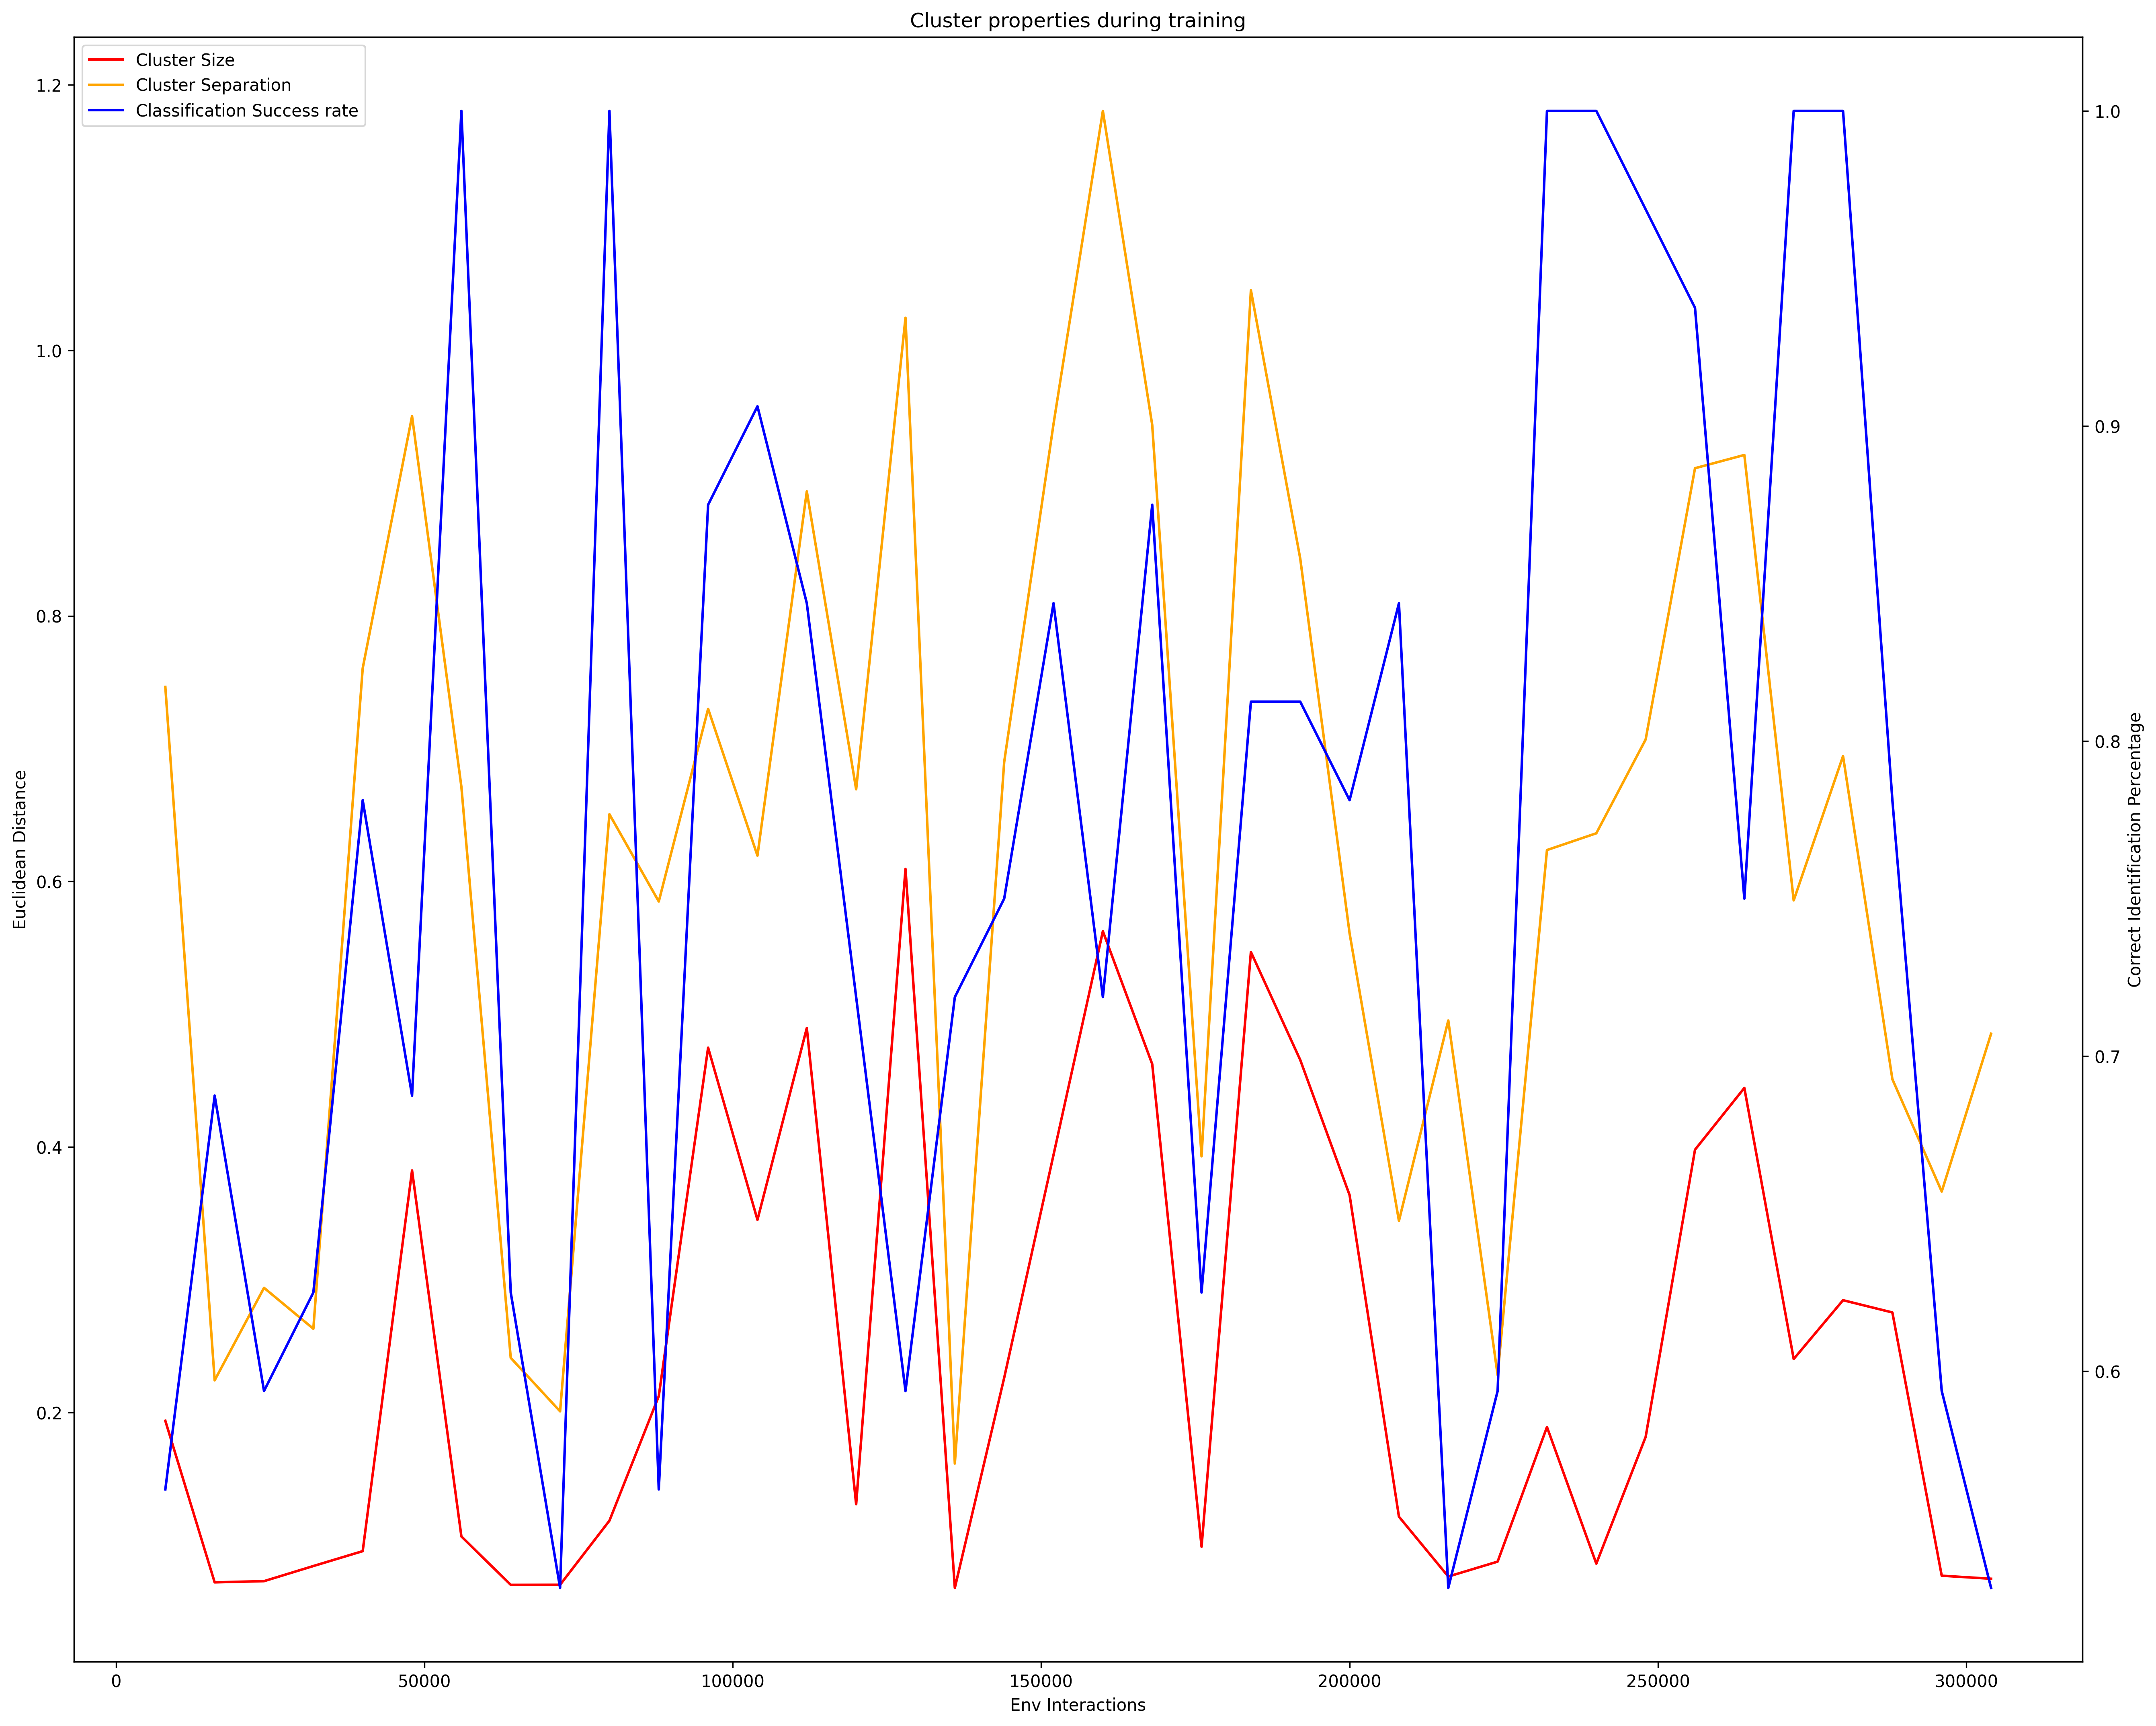 Cluster properties during training
Cluster Size
Cluster Separation
Classification Success rate
1.2
1.0
0.8
0.6
0.4
0.2
Euclidean Distance
1.0
0.9
0.8
0.7
0.6
Correct Identification Percentage
0
50000
100000
150000
200000
250000
300000
Env Interactions